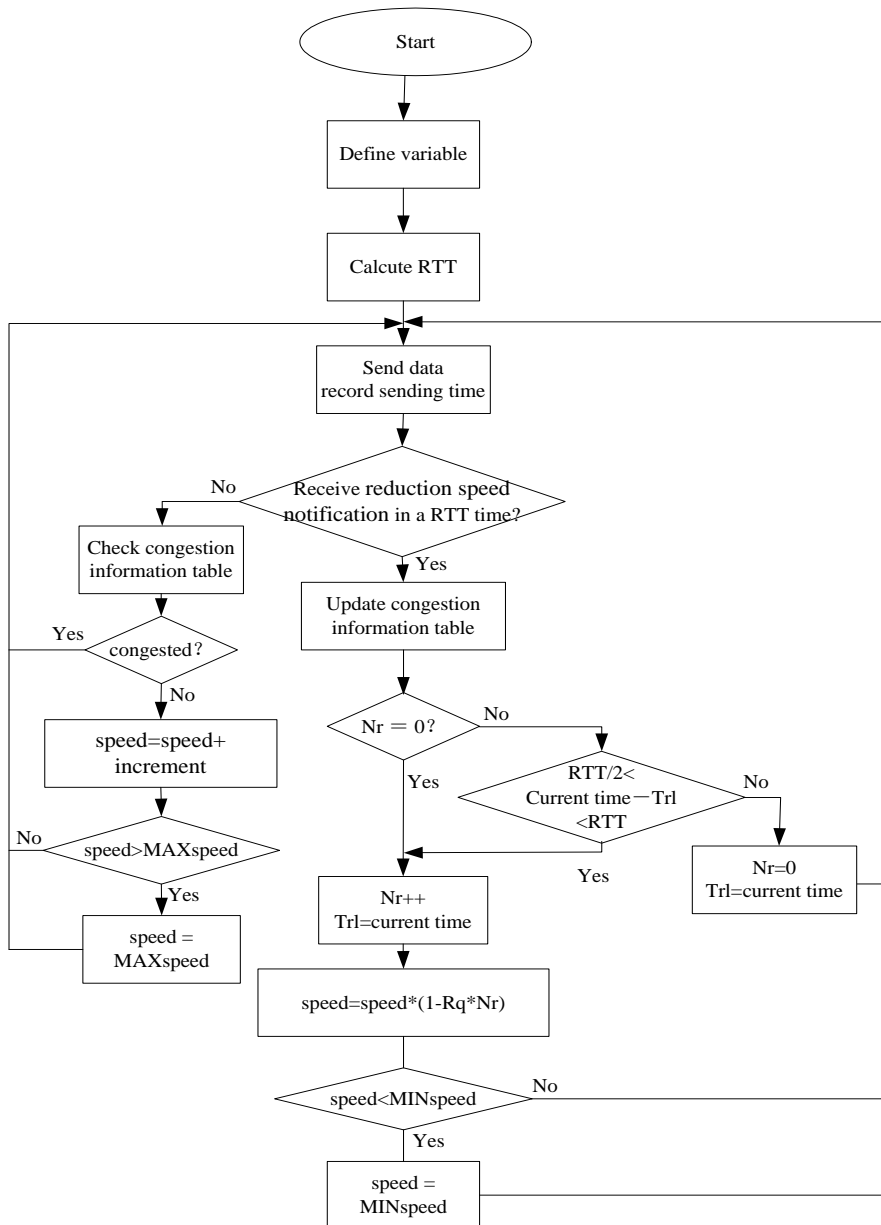 Start
Define variable
Calcute RTT
Send data
record sending time
No
Receive reduction speed
notification in a RTT time?
Check congestion
information table
Yes
Update congestion
information table
Yes
congested?
No
Nr = 0?
No
speed=speed+
increment
Yes
RTT/2<
Current time－Trl
<RTT
No
No
speed>MAXspeed
Yes
Yes
Nr=0
Trl=current time
Nr++
Trl=current time
speed =
MAXspeed
speed=speed*(1-Rq*Nr)
speed<MINspeed
No
Yes
speed =
MINspeed